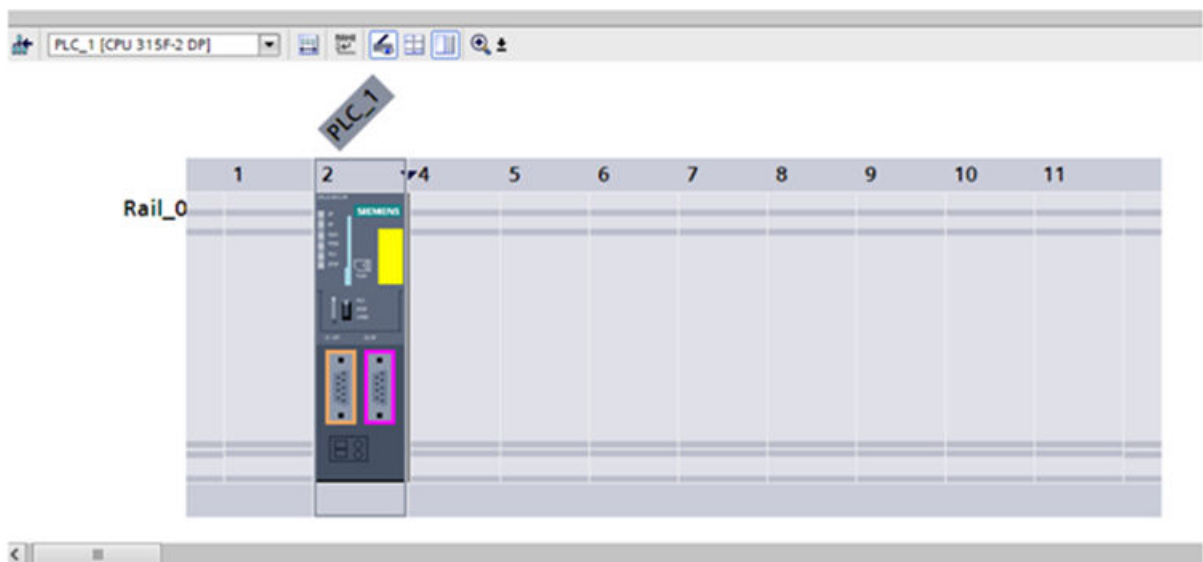 PLC_1 [CPU 315F-2 DP]
PLC_1
1 2 4 5 6 7 8 9 10 11
Rail_0
SIEMENS